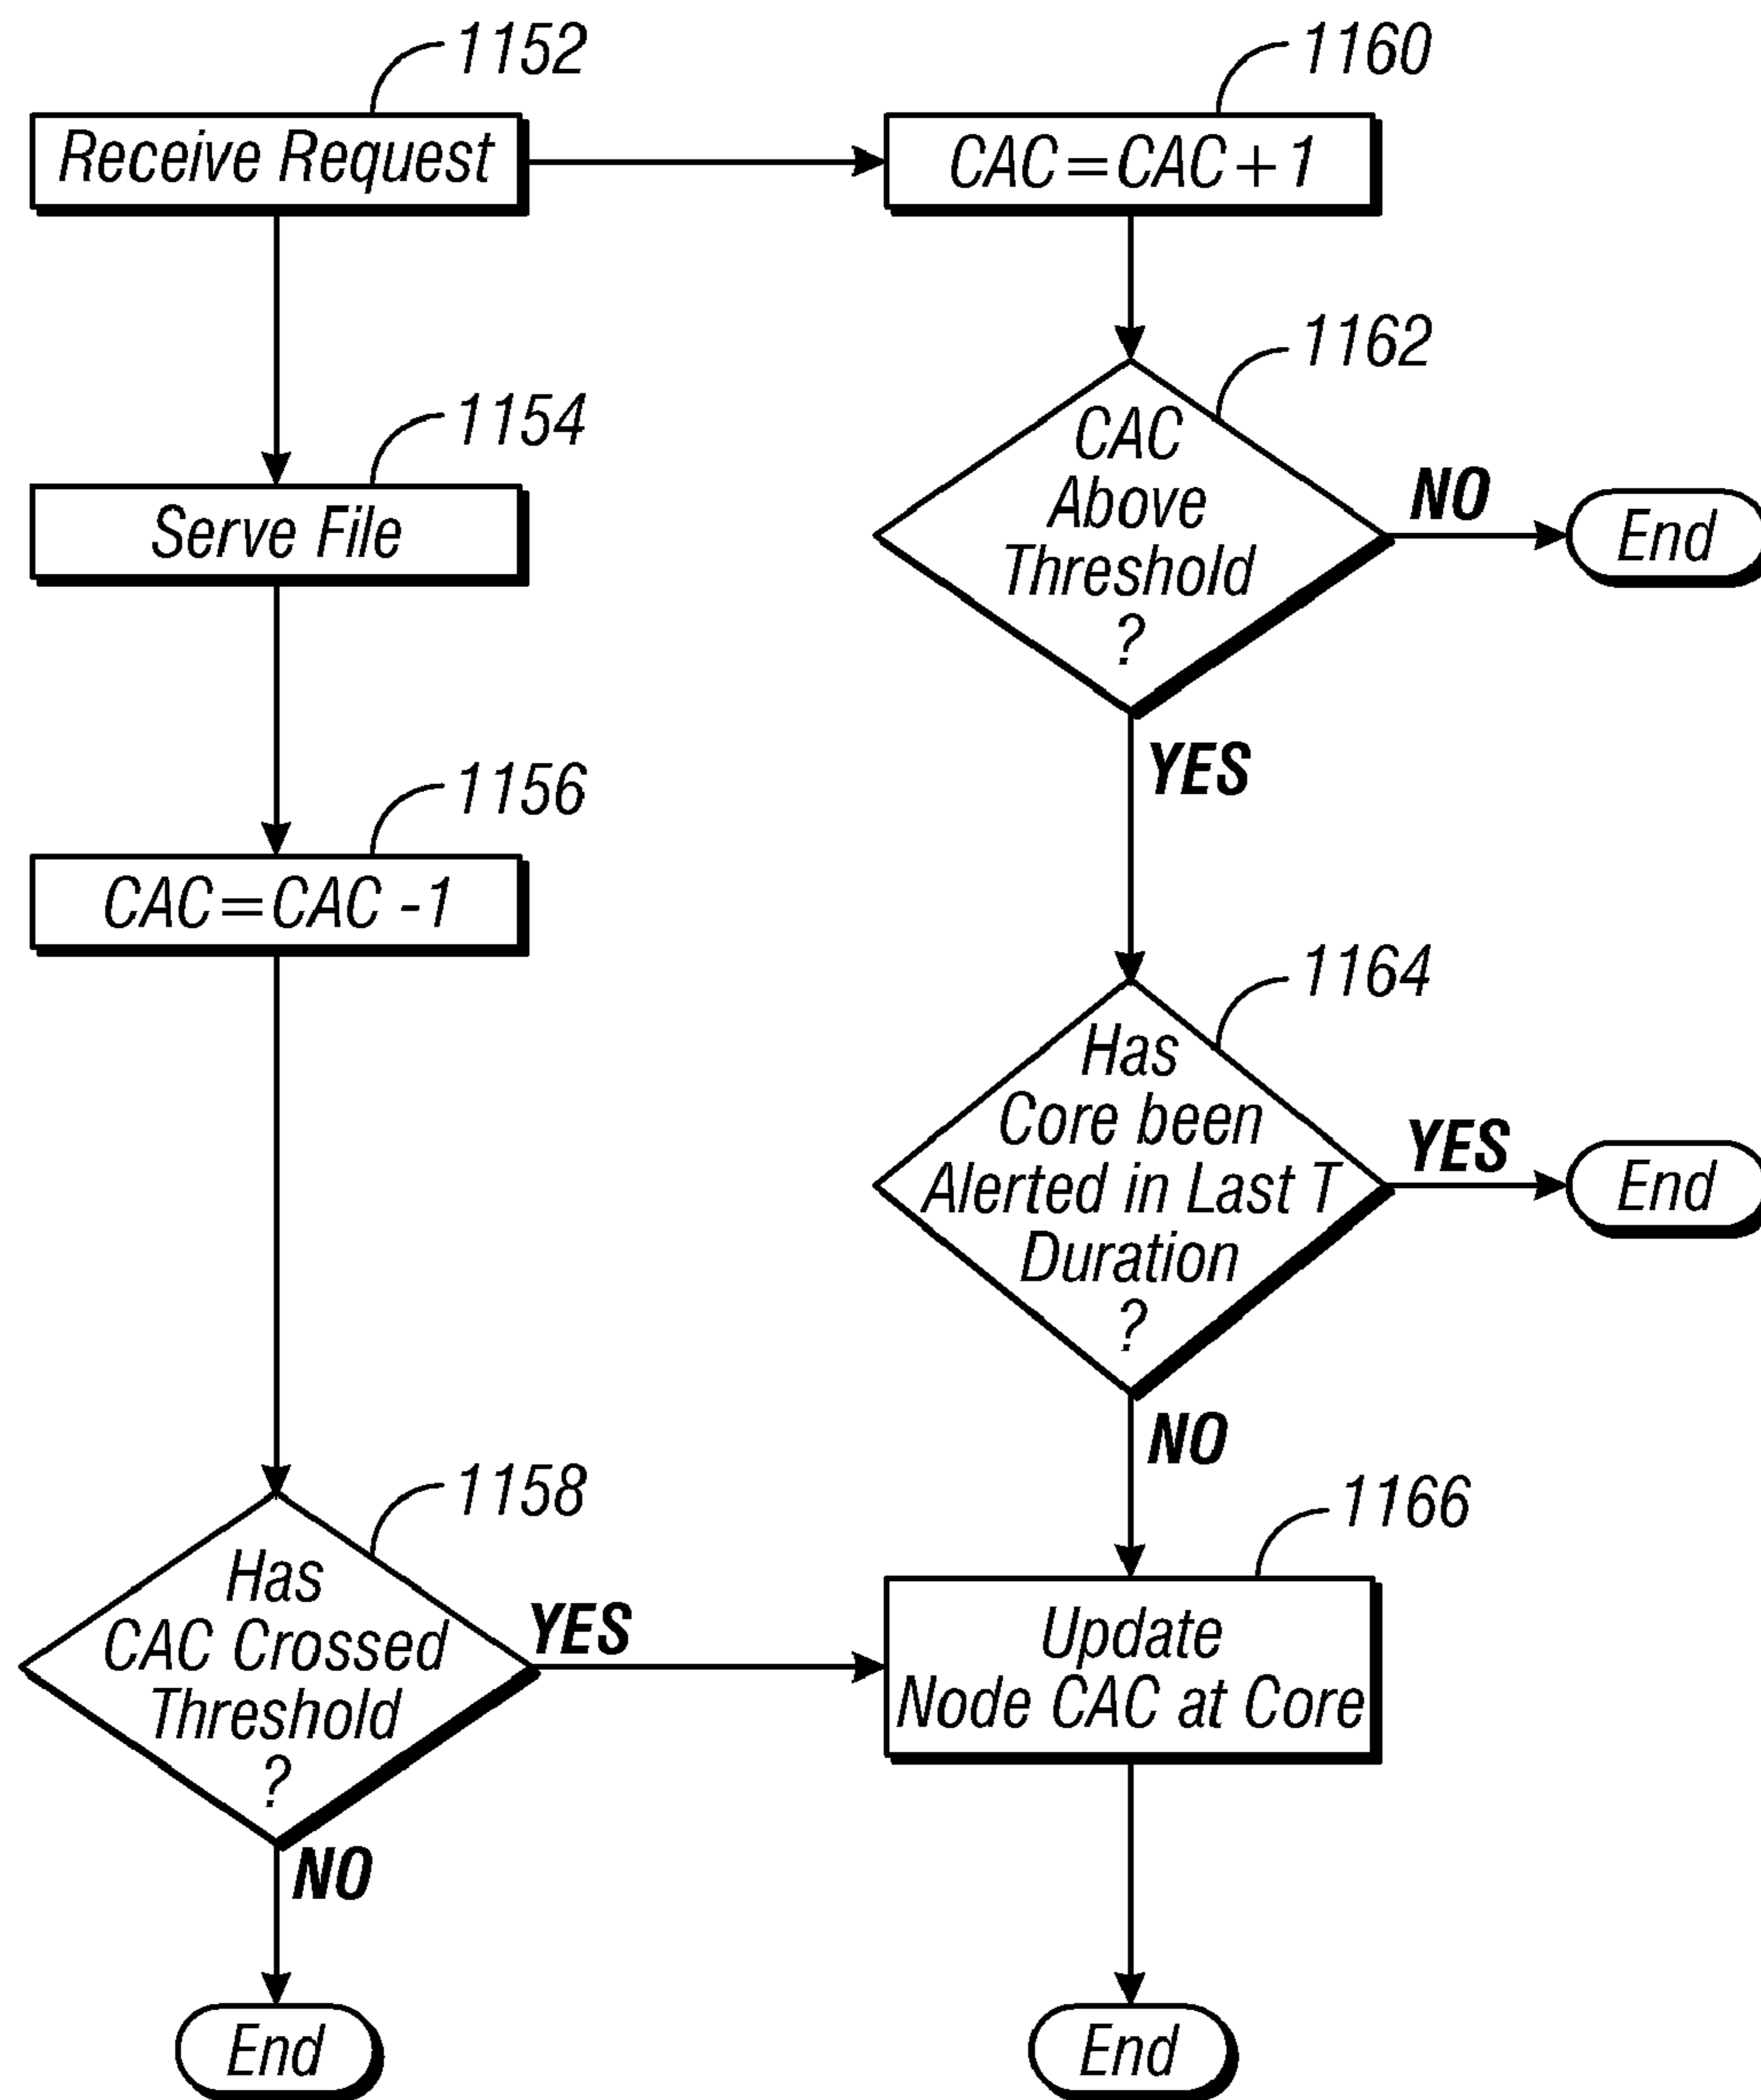 1152
Receive Request
1160
CAC=CAC+1
1162
CAC
Above
Threshold
?
NO
End
YES
1154
Serve File
1156
CAC=CAC -1
1164
Has
Core been
Alerted in Last T
Duration
?
YES
End
NO
1158
Has
CAC Crossed
Threshold
?
YES
NO
1166
Update
Node CAC at Core
End
End